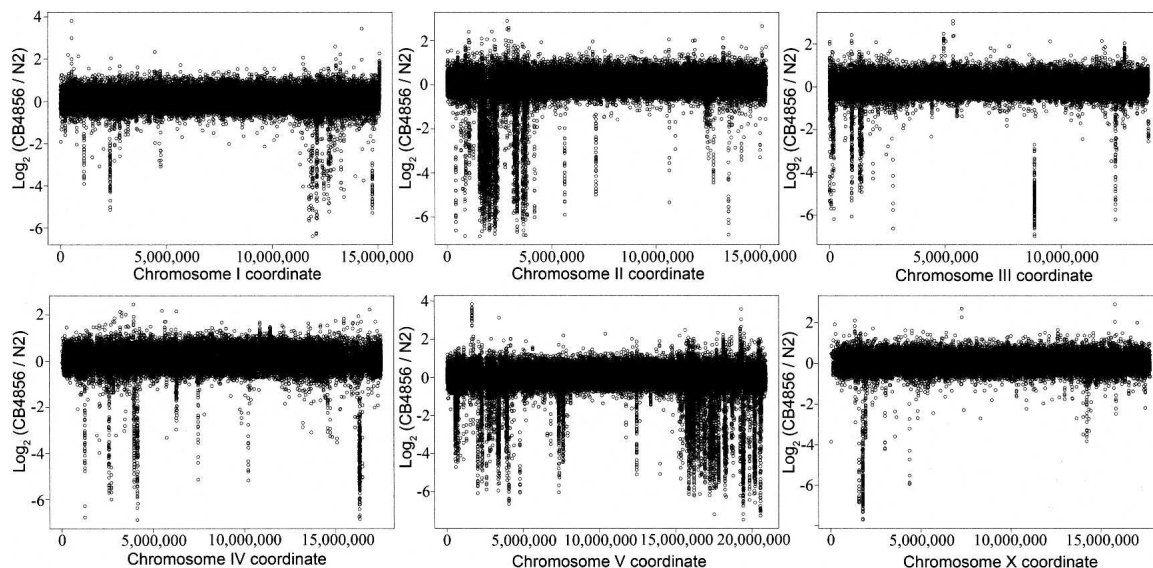 Log2 (CB4856 / N2)
4
2
0
-2
-4
-6
0 5,000,000 10,000,000 15,000,000
Chromosome I coordinate
Log2 (CB4856 / N2)
2
0
-2
-4
-6
0 5,000,000 10,000,000 15,000,000
Chromosome II coordinate
Log2 (CB4856 / N2)
2
0
-2
-4
-6
0 5,000,000 10,000,000
Chromosome III coordinate
Log2 (CB4856 / N2)
2
0
-2
-4
-6
0 5,000,000 10,000,000 15,000,000
Chromosome IV coordinate
Log2 (CB4856 / N2)
4
2
0
-2
-4
-6
0 5,000,000 10,000,000 15,000,000 20,000,000
Chromosome V coordinate
Log2 (CB4856 / N2)
2
0
-2
-4
-6
0 5,000,000 10,000,000 15,000,000
Chromosome X coordinate